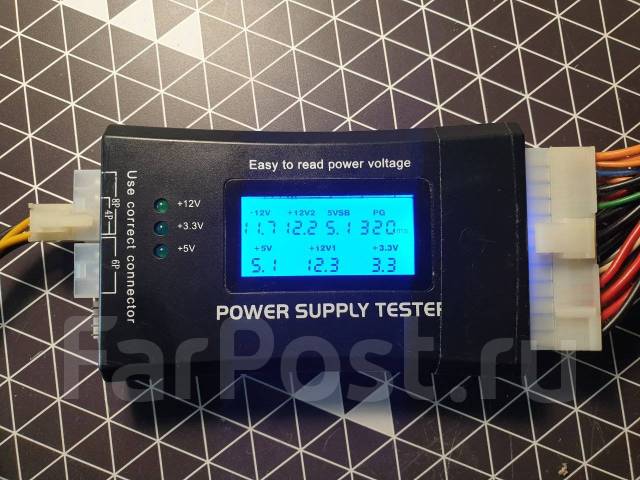 Easy to read power voltage
Use correct connector
8P
4P
6P
+12V
+3.3V
+5V
-12V +12V2 5VSB PG
11.7 12.2 5.1 320ms
+5V +12V1 +3.3V
5.1 12.3 3.3
POWER SUPPLY TESTER
FarPost.ru